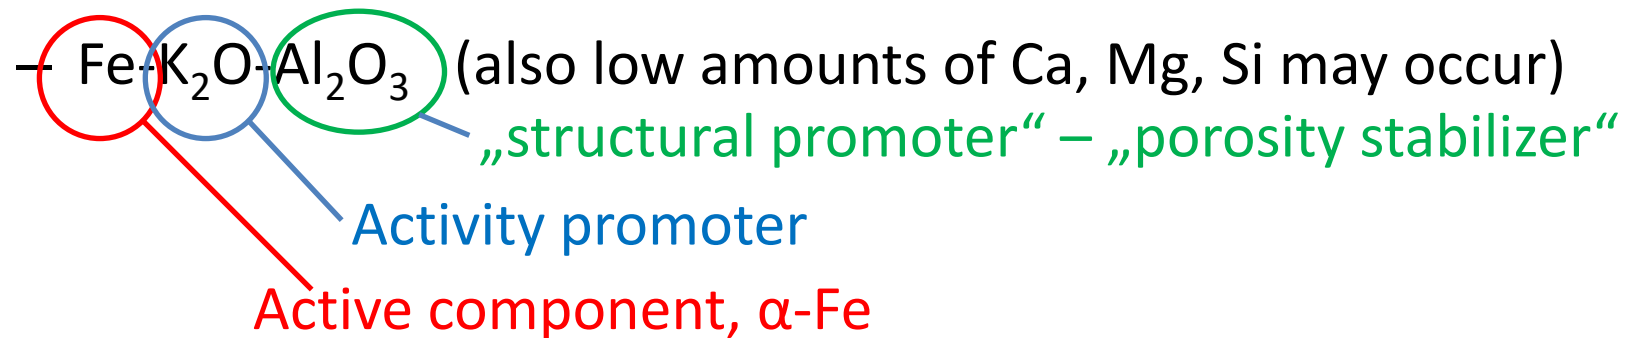 – Fe-K₂O-Al₂O₃ (also low amounts of Ca, Mg, Si may occur)
„structural promoter“ – „porosity stabilizer“
Activity promoter
Active component, α-Fe